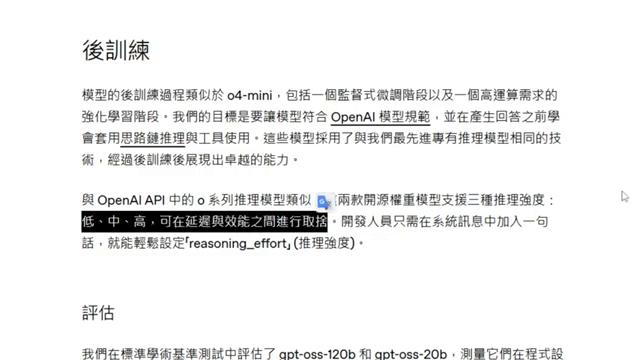 後訓練
模型的後訓練過程類似於 o4-mini，包括一個監督式微調階段以及一個高運算需求的
強化學習階段。我們的目標是要讓模型符合 OpenAI 模型規範，並在產生回答之前學
會套用思路鏈推理與工具使用。這些模型採用了與我們最先進專有推理模型相同的技
術，經過後訓練後展現出卓越的能力。
與 OpenAI API 中的 o 系列推理模型類似 兩款開源權重模型支援三種推理強度：
低、中、高，可在延遲與效能之間進行取捨。開發人員只需在系統訊息中加入一句
話，就能輕鬆設定「reasoning_effort」(推理強度)。
評估
我們在標準學術基準測試中評估了 gpt-oss-120b 和 gpt-oss-20b，測量它們在程式設